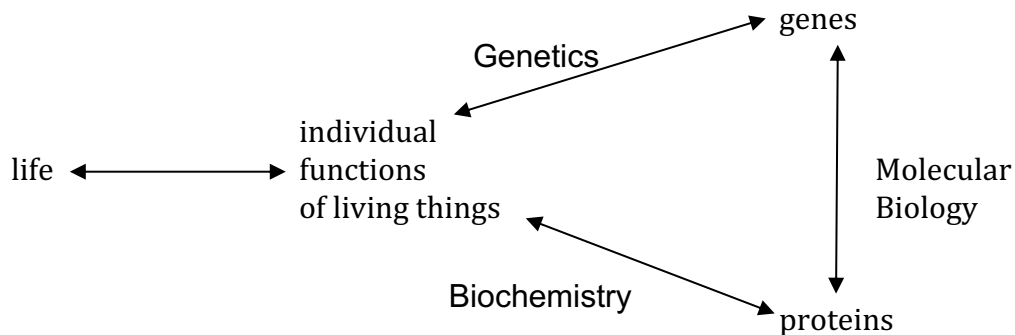 genes
Genetics
individual
functions
of living things
life
Molecular
Biology
Biochemistry
proteins